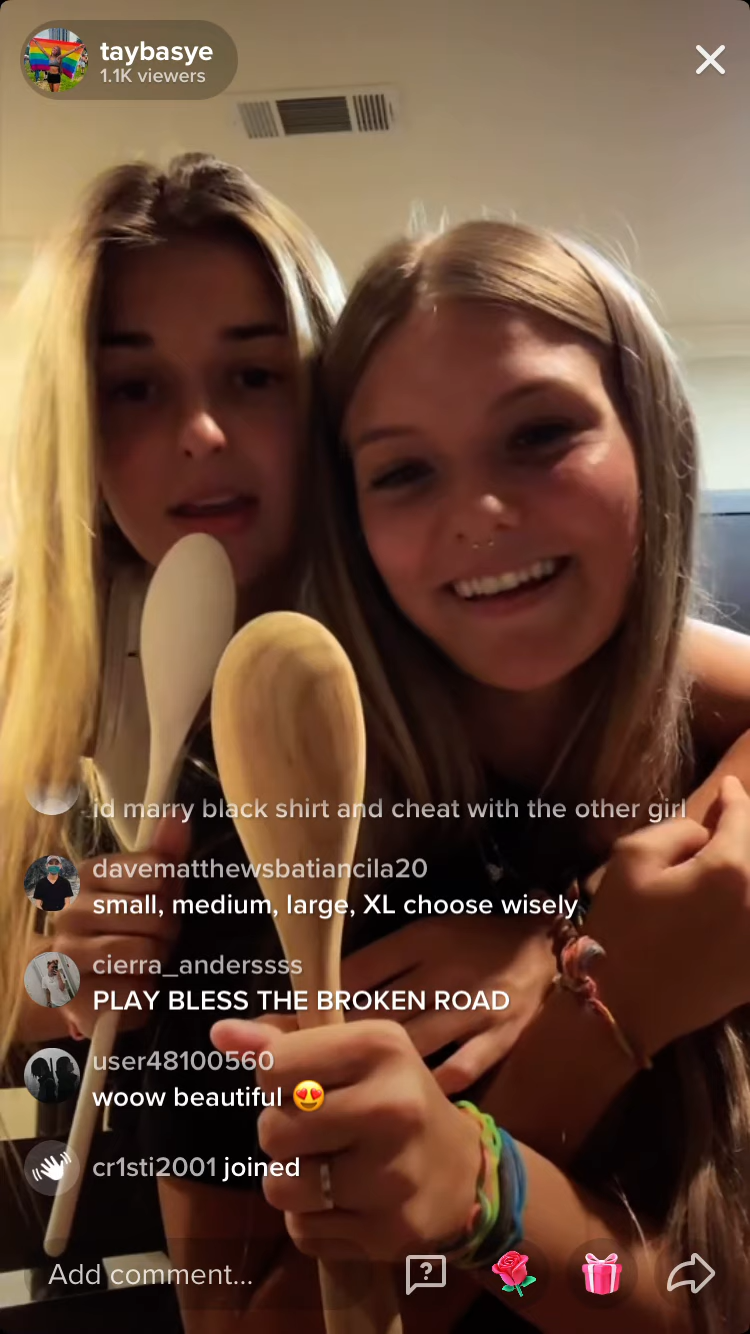 taybasye
1.1K viewers
id marry black shirt and cheat with the other girl
davematthewsbatiancila20
small, medium, large, XL choose wisely
cierra_anderssss
PLAY BLESS THE BROKEN ROAD
user48100560
woow beautiful 😍
cr1sti2001 joined
Add comment...
?